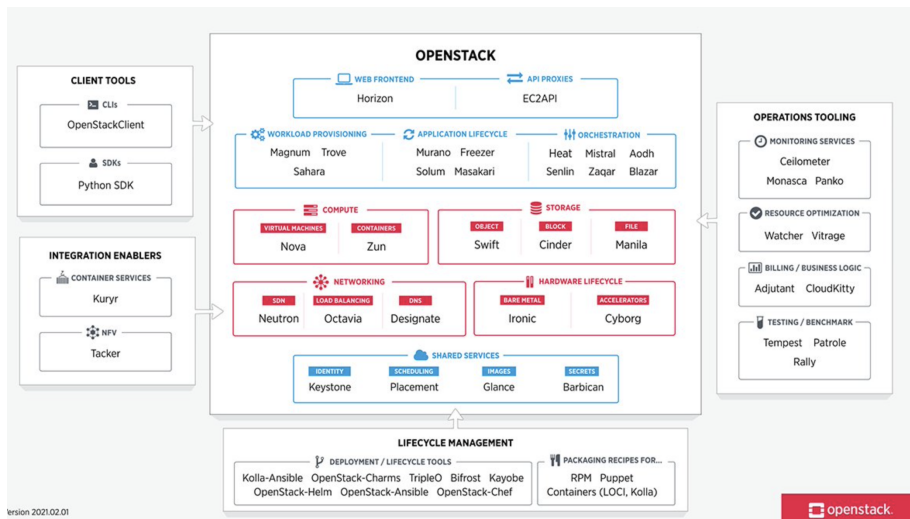 OPENSTACK
WEB FRONTEND
Horizon
API PROXIES
EC2API
WORKLOAD PROVISIONING
Magnum Trove
Sahara
APPLICATION LIFECYCLE
Murano Freezer
Solum Masakari
ORCHESTRATION
Heat Mistral Aodh
Senlin Zaqar Blazar
COMPUTE
VIRTUAL MACHINES
Nova
CONTAINERS
Zun
STORAGE
OBJECT
Swift
BLOCK
Cinder
FILE
Manila
NETWORKING
SDN
Neutron
LOAD BALANCING
Octavia
DNS
Designate
HARDWARE LIFECYCLE
BARE METAL
Ironic
ACCELERATORS
Cyborg
SHARED SERVICES
IDENTITY
Keystone
SCHEDULING
Placement
IMAGES
Glance
SECRETS
Barbican
CLIENT TOOLS
CLIs
OpenStackClient
SDKs
Python SDK
INTEGRATION ENABLERS
CONTAINER SERVICES
Kuryr
NFV
Tacker
OPERATIONS TOOLING
MONITORING SERVICES
Ceilometer
Monasca Panko
RESOURCE OPTIMIZATION
Watcher Vitrage
BILLING / BUSINESS LOGIC
Adjutant CloudKitty
TESTING / BENCHMARK
Tempest Patrole
Rally
LIFECYCLE MANAGEMENT
DEPLOYMENT / LIFECYCLE TOOLS
Kolla-Ansible OpenStack-Charms TripleO Bifrost Kayobe
OpenStack-Helm OpenStack-Ansible OpenStack-Chef
PACKAGING RECIPES FOR...
RPM Puppet
Containers (LOCI, Kolla)
ersion 2021.02.01
openstack.